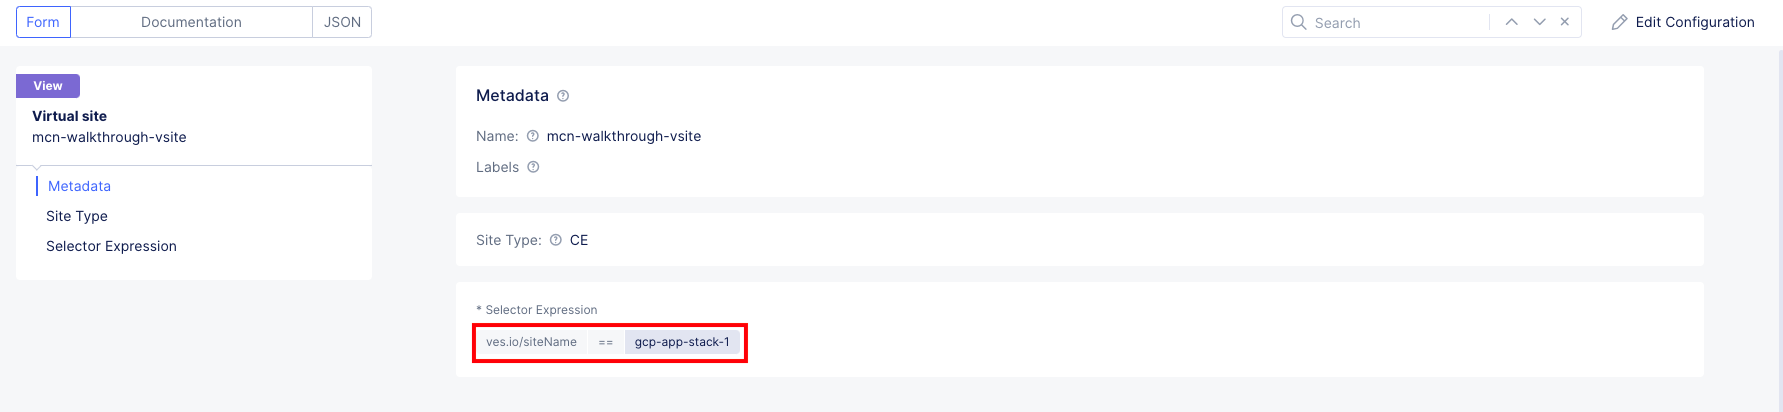 Form Documentation JSON Search Edit Configuration
View
Virtual site
mcn-walkthrough-vsite
Metadata
Site Type
Selector Expression
Metadata
Name: mcn-walkthrough-vsite
Labels
Site Type: CE
* Selector Expression
ves.io/siteName == gcp-app-stack-1